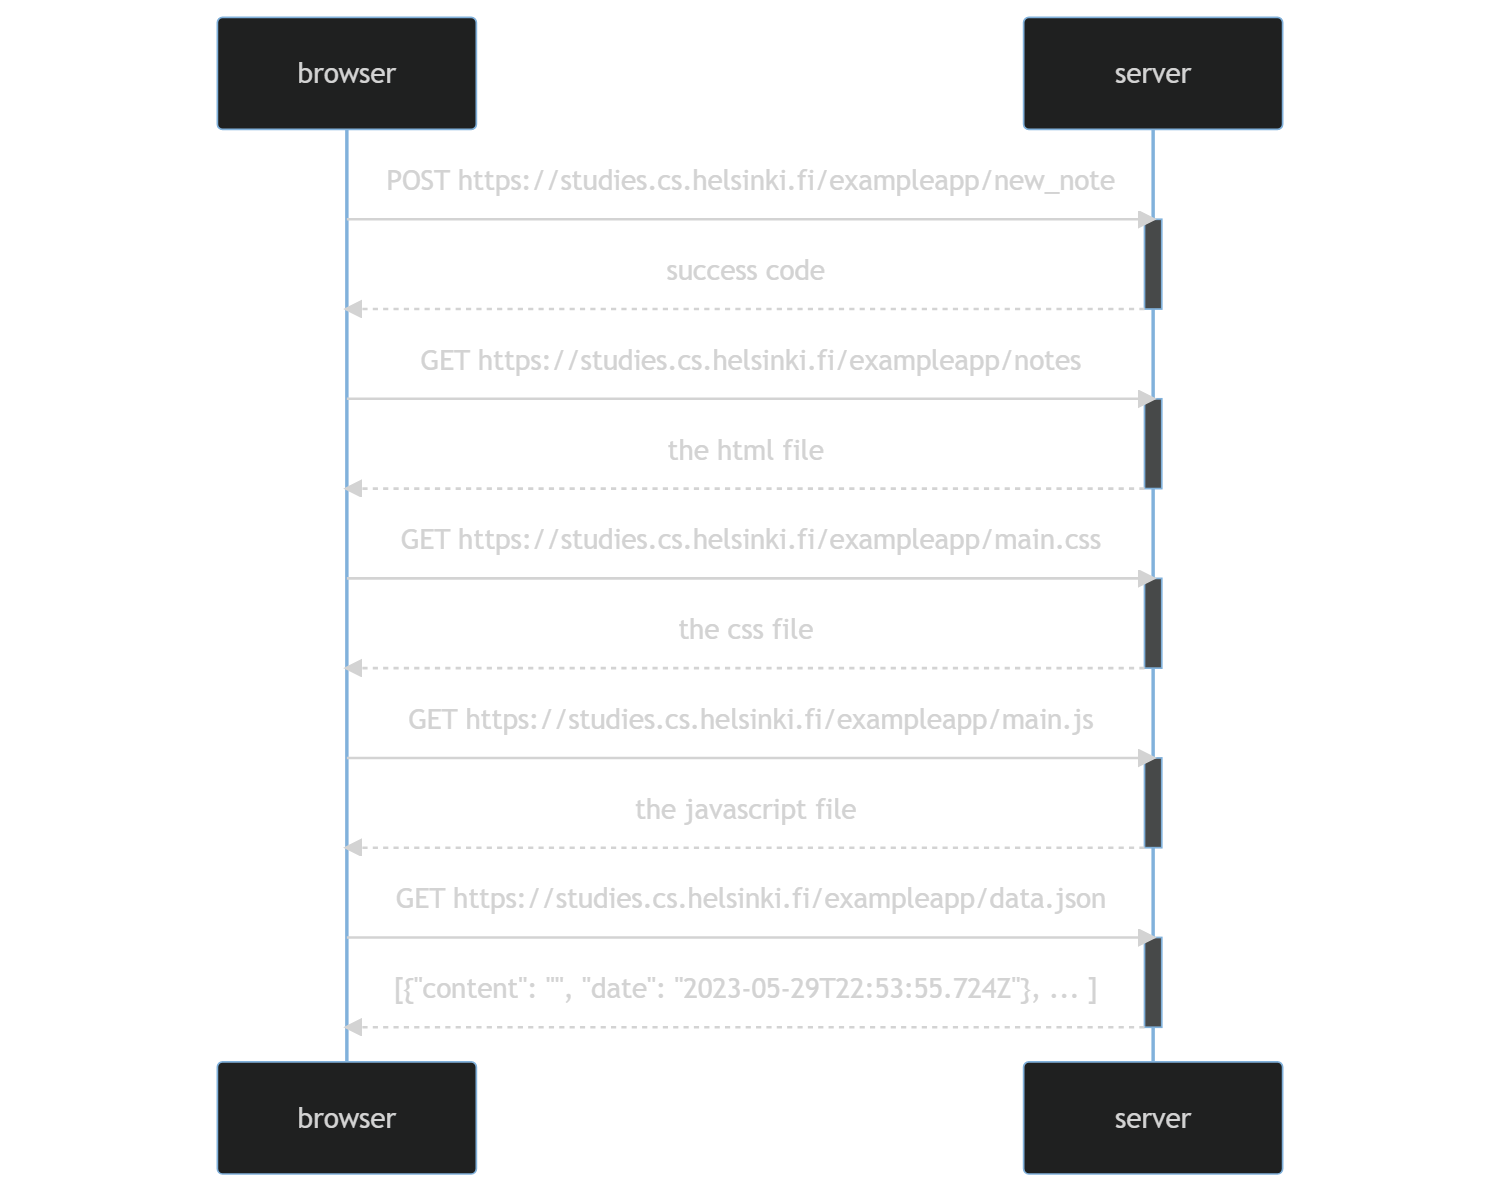 browser
server
POST https://studies.cs.helsinki.fi/exampleapp/new_note
success code
GET https://studies.cs.helsinki.fi/exampleapp/notes
the html file
GET https://studies.cs.helsinki.fi/exampleapp/main.css
the css file
GET https://studies.cs.helsinki.fi/exampleapp/main.js
the javascript file
GET https://studies.cs.helsinki.fi/exampleapp/data.json
[{"content": "", "date": "2023-05-29T22:53:55.724Z"}, ... ]
browser
server